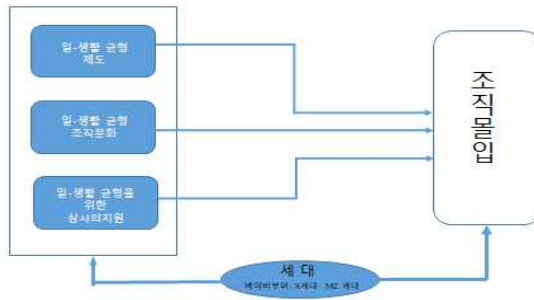 일-생활 균형
제도
일-생활 균형
조직문화
일-생활 균형을
위한
상사의지원
조직몰입
세 대
베이비부머, X세대, MZ 세대